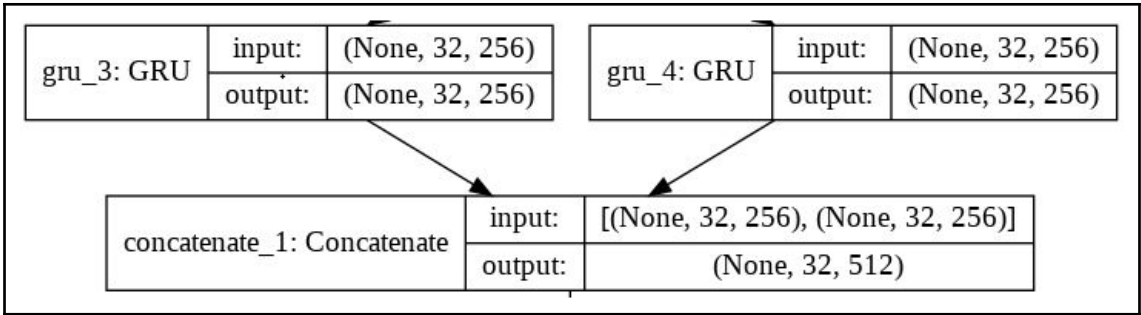 gru_3: GRU
input: (None, 32, 256)
output: (None, 32, 256)
gru_4: GRU
input: (None, 32, 256)
output: (None, 32, 256)
concatenate_1: Concatenate
input: [(None, 32, 256), (None, 32, 256)]
output: (None, 32, 512)